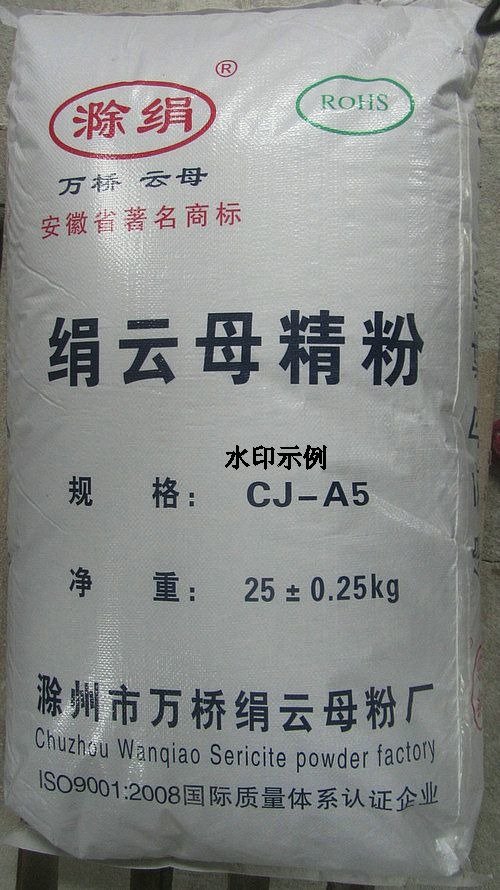 滁绢®
ROHS
万桥 云母
安徽省著名商标
绢云母精粉
水印示例
规 格: CJ-A5
净 重: 25±0.25kg
滁州市万桥绢云母粉厂
Chuzhou Wanqiao Sericite powder factory
ISO9001:2008国际质量体系认证企业